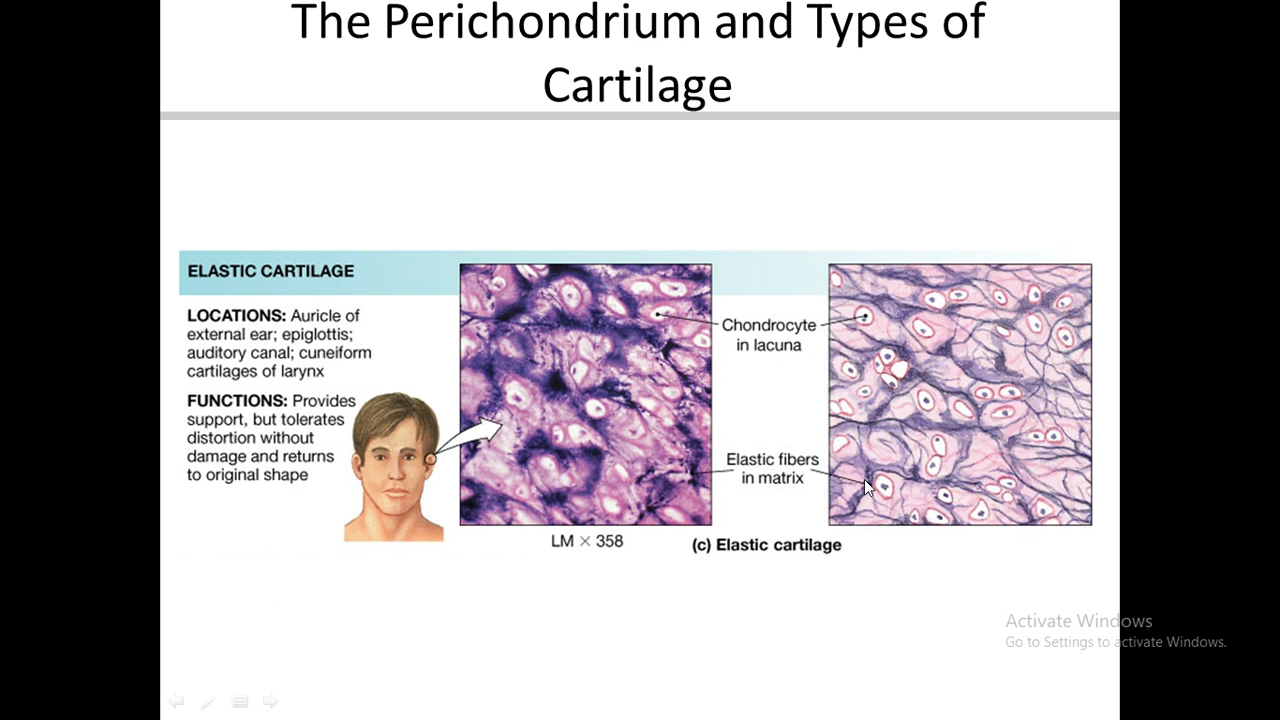 The Perichondrium and Types of
Cartilage
ELASTIC CARTILAGE
LOCATIONS: Auricle of
external ear; epiglottis;
auditory canal; cuneiform
cartilages of larynx
FUNCTIONS: Provides
support, but tolerates
distortion without
damage and returns
to original shape
Chondrocyte
in lacuna
Elastic fibers
in matrix
LM × 358
(c) Elastic cartilage
Activate Windows
Go to Settings to activate Windows.